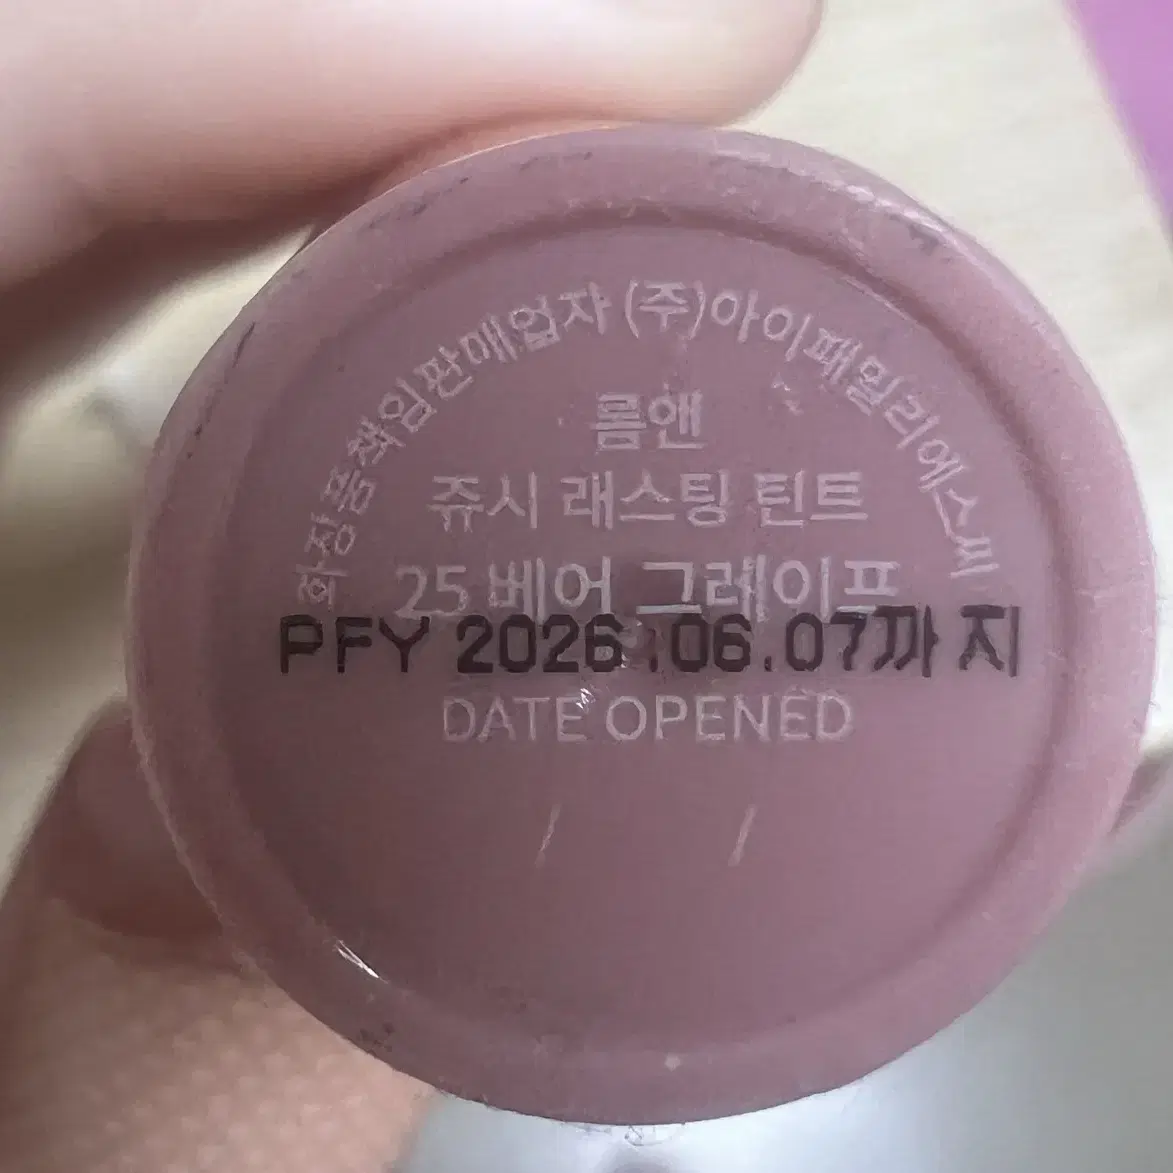 화장품책임판매업자 (주)아이패밀리에스씨
롬앤
쥬시 래스팅 틴트
25 베어 그레이프
PFY 2026.06.07까지
DATE OPENED
/ /